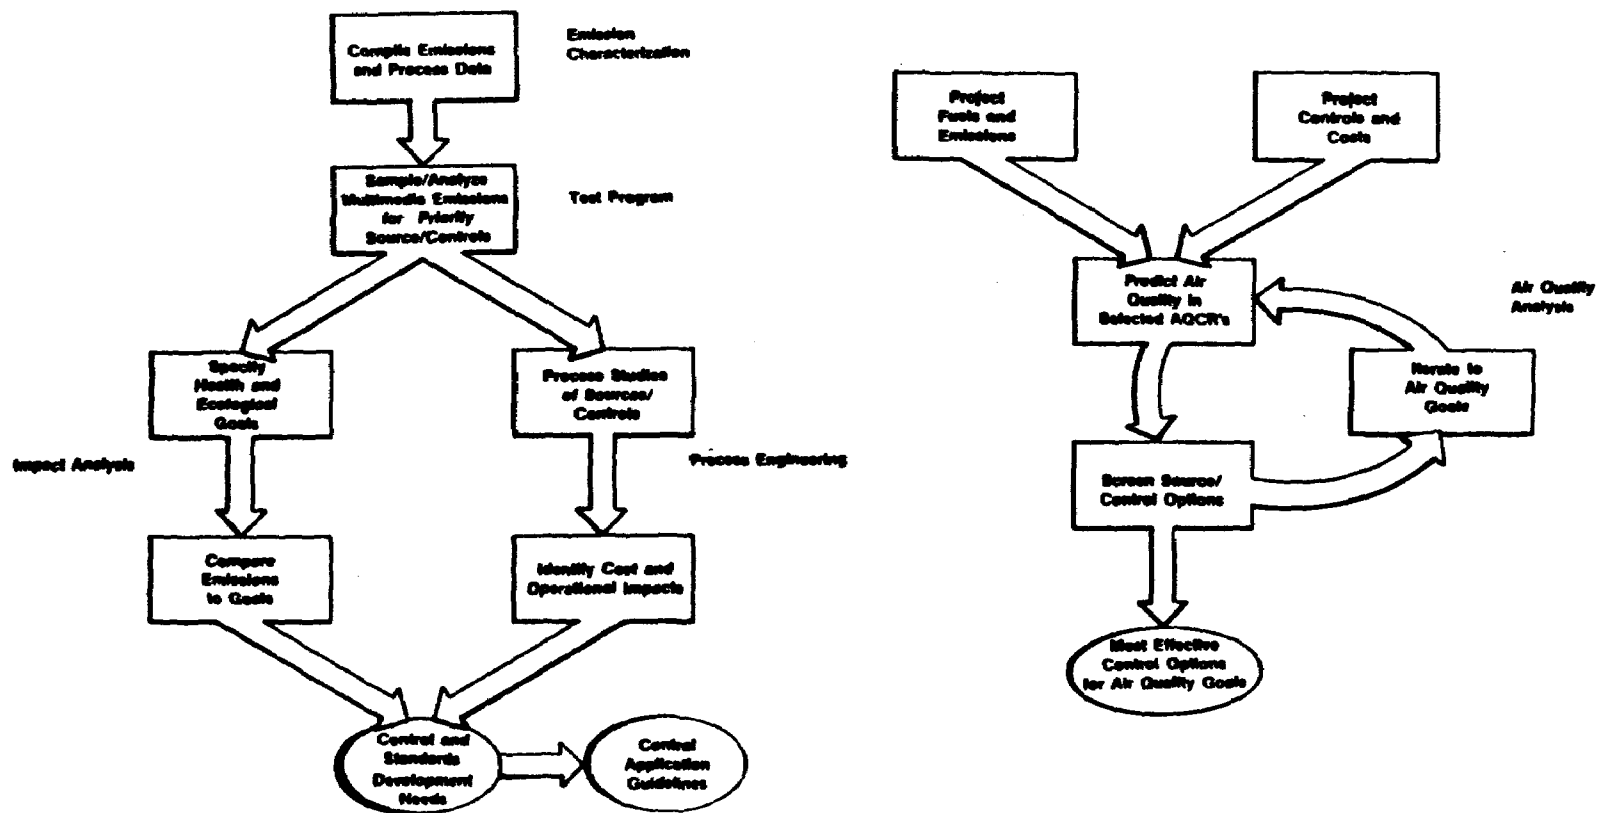 Compile Emissions
and Process Data
Emission
Characterization
Sample/Analyze
Multimedia Emissions
for Priority
Source/Controls
Test Program
Specify
Health and
Ecological
Goals
Process Studies
of Sources/
Controls
Impact Analysis
Process Engineering
Compare
Emissions
to Goals
Identify Cost and
Operational Impacts
Control and
Standards
Development
Needs
Control
Application
Guidelines
Project
Fuels and
Emissions
Project
Controls and
Costs
Predict Air
Quality in
Selected AQCR's
Air Quality
Analysis
Iterate to
Air Quality
Goals
Screen Source/
Control Options
Most Effective
Control Options
for Air Quality Goals